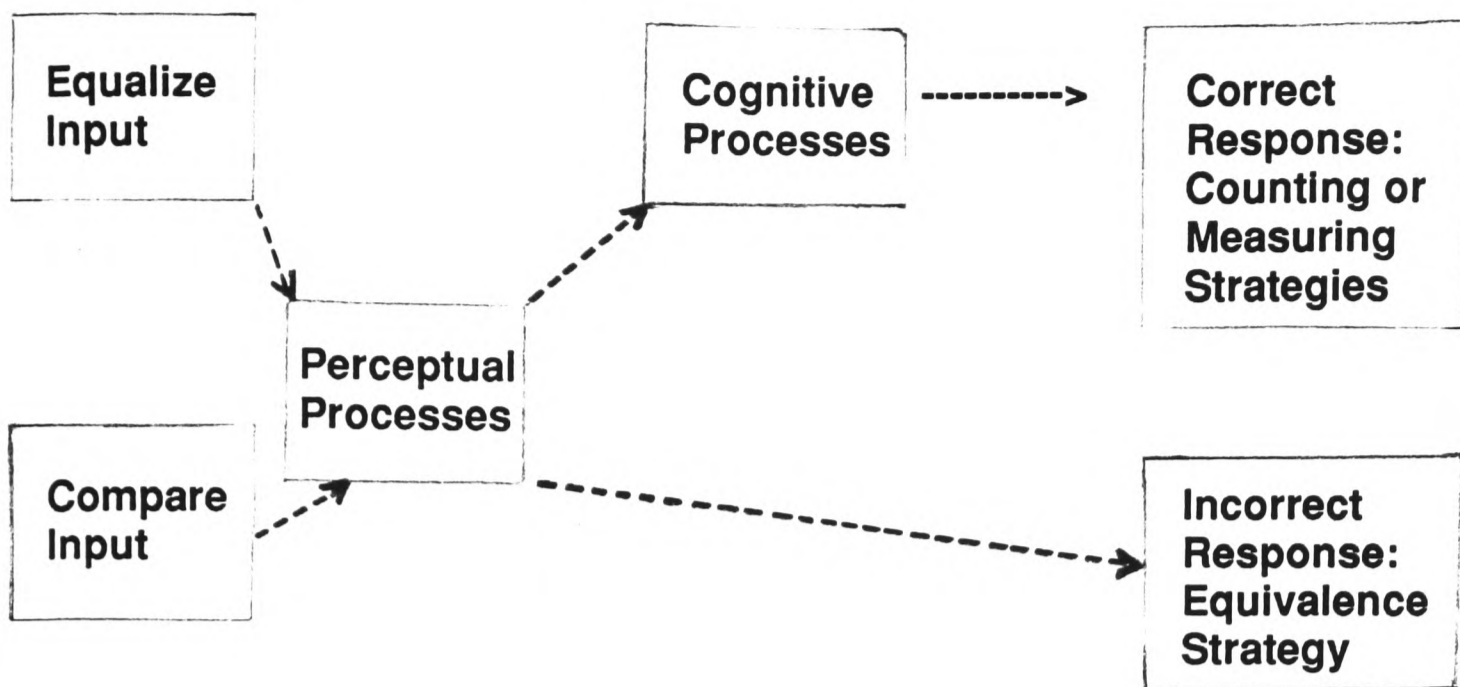 Equalize
Input
Cognitive
Processes
Correct
Response:
Counting or
Measuring
Strategies
Perceptual
Processes
Compare
Input
Incorrect
Response:
Equivalence
Strategy